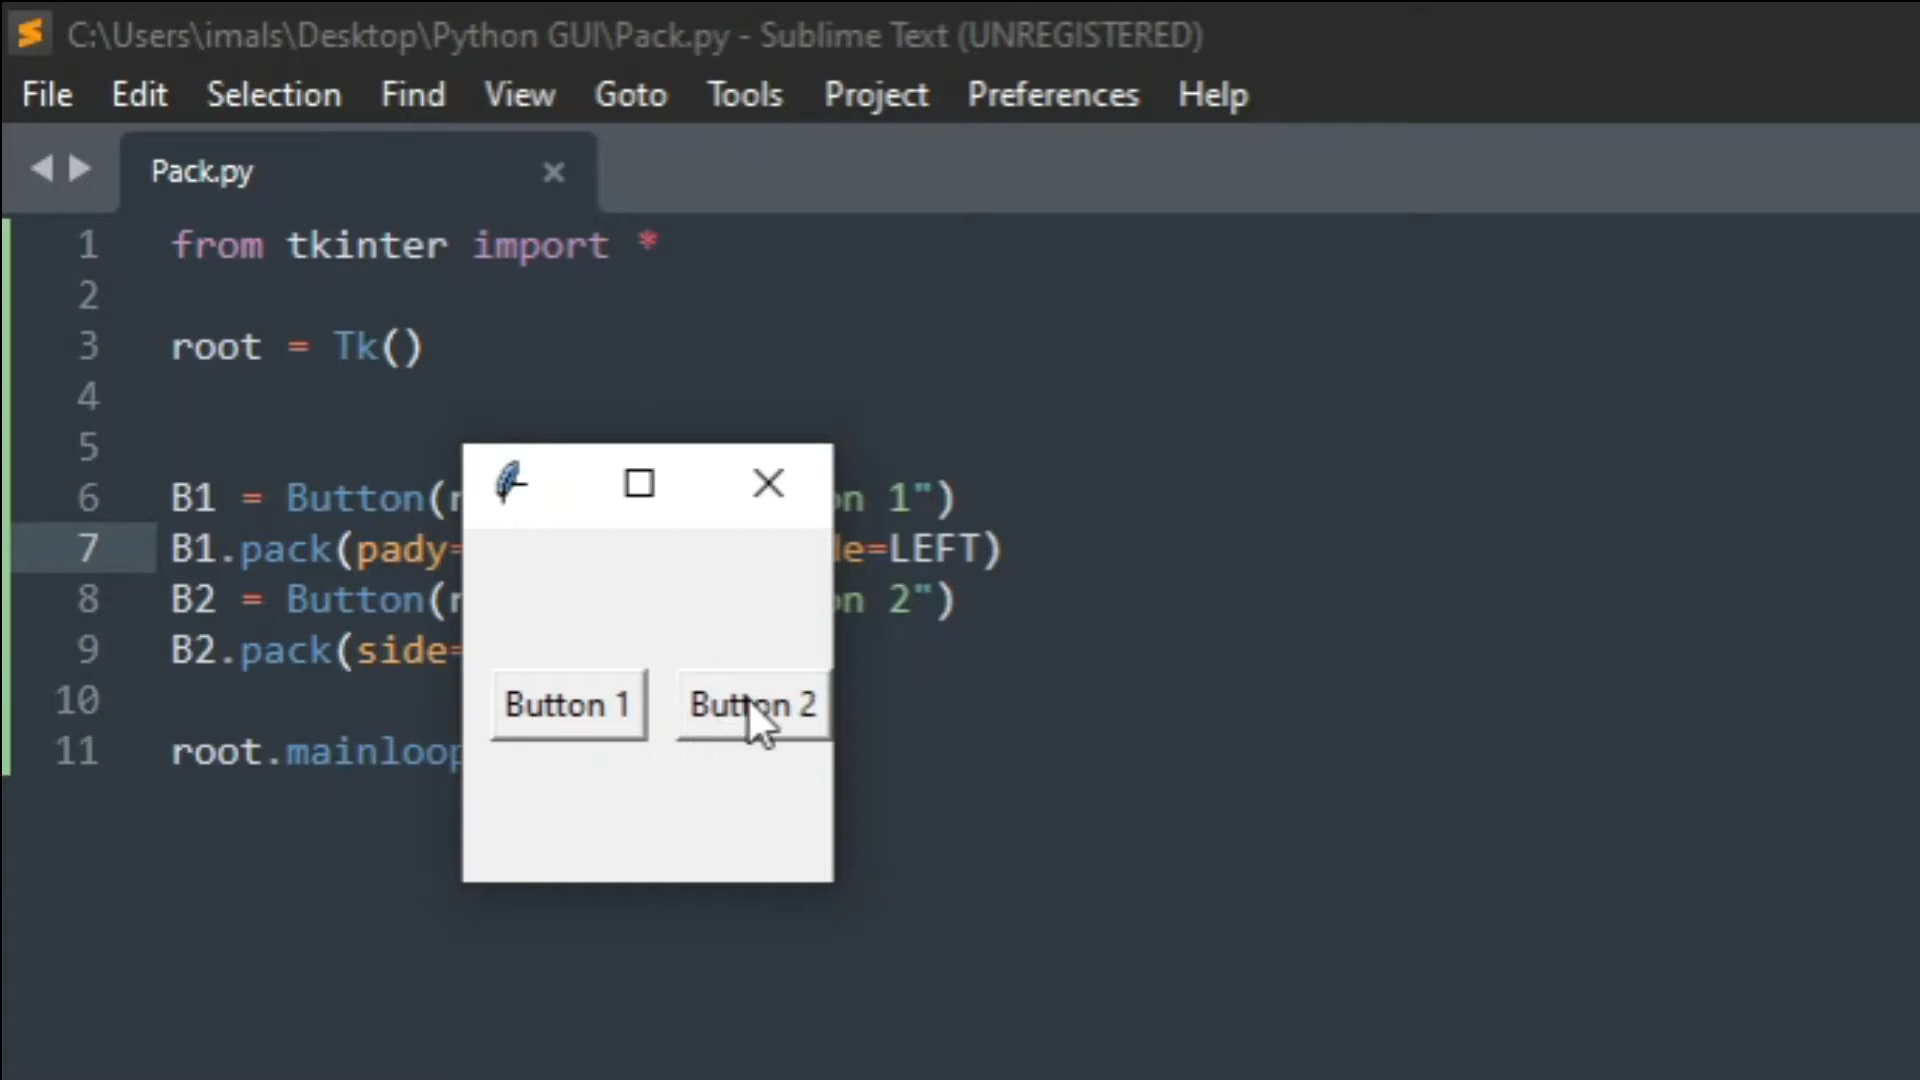 C:\Users\imals\Desktop\Python GUI\Pack.py - Sublime Text (UNREGISTERED)
File Edit Selection Find View Goto Tools Project Preferences Help
Pack.py
1 from tkinter import *
2
3 root = Tk()
4
5
6 B1 = Button( 1")
7 B1.pack(pady= =LEFT)
8 B2 = Button( 2")
9 B2.pack(side=
10
11 root.mainloop
Button 1 Button 2